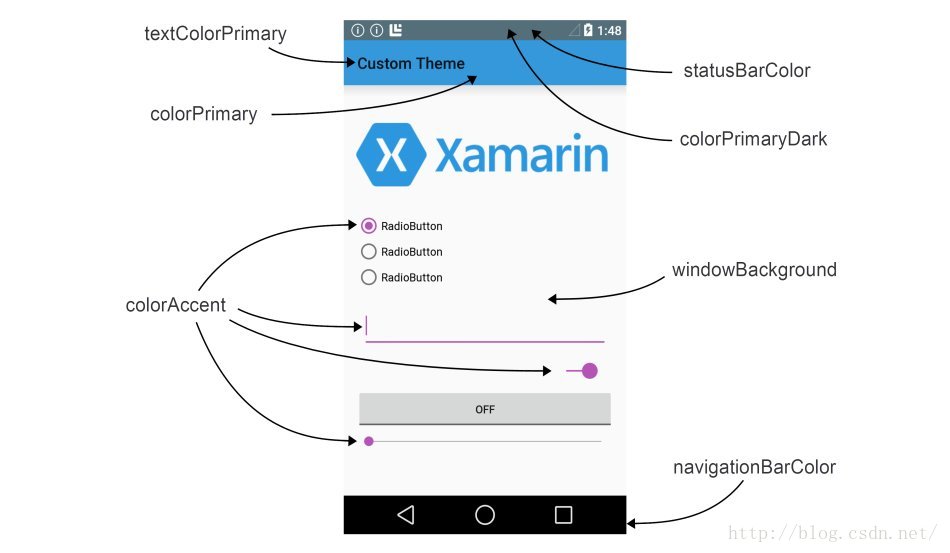 textColorPrimary
1:48
Custom Theme
statusBarColor
colorPrimary
colorPrimaryDark
X Xamarin
RadioButton
RadioButton
RadioButton
windowBackground
colorAccent
OFF
navigationBarColor
http://blog.csdn.net/